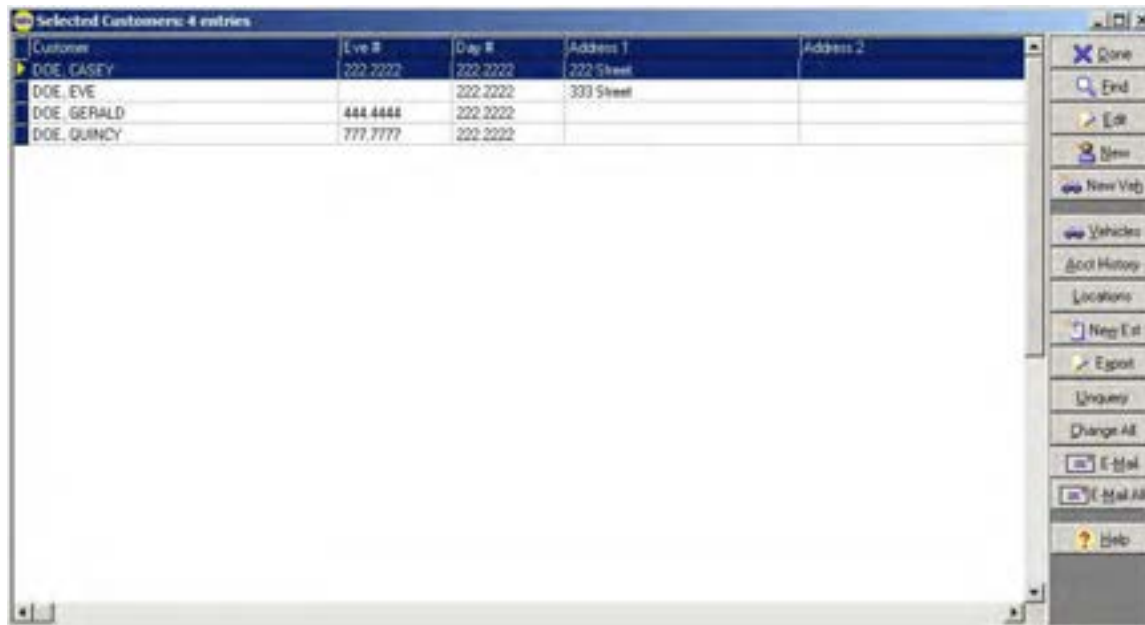 Selected Customers: 4 entries
Customer Eve # Day # Address 1 Address 2
DOE, CASEY 222.2222 222.2222 222 Street
DOE, EVE 222.2222 333 Street
DOE, GERALD 444.4444 222.2222
DOE, QUINCY 777.7777 222.2222
Done
Find
Edit
New
New Veh
Vehicles
Acct History
Locations
New Est
Export
Unquery
Change All
E-Mail
E-Mail All
Help